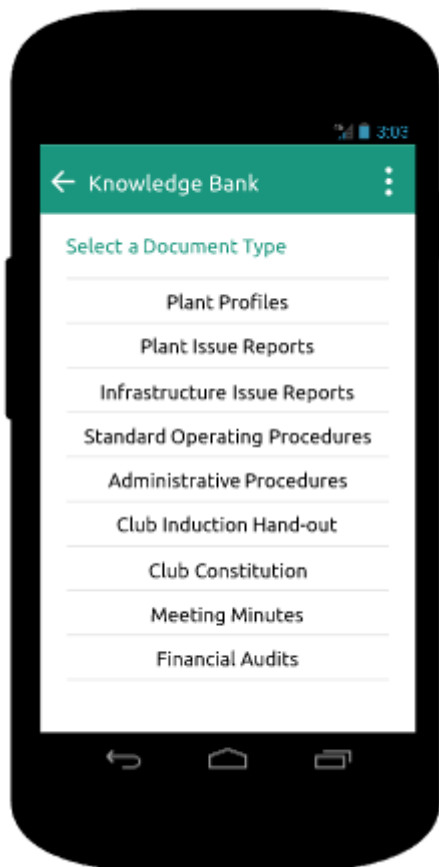 3:03
Knowledge Bank
Select a Document Type
Plant Profiles
Plant Issue Reports
Infrastructure Issue Reports
Standard Operating Procedures
Administrative Procedures
Club Induction Hand-out
Club Constitution
Meeting Minutes
Financial Audits